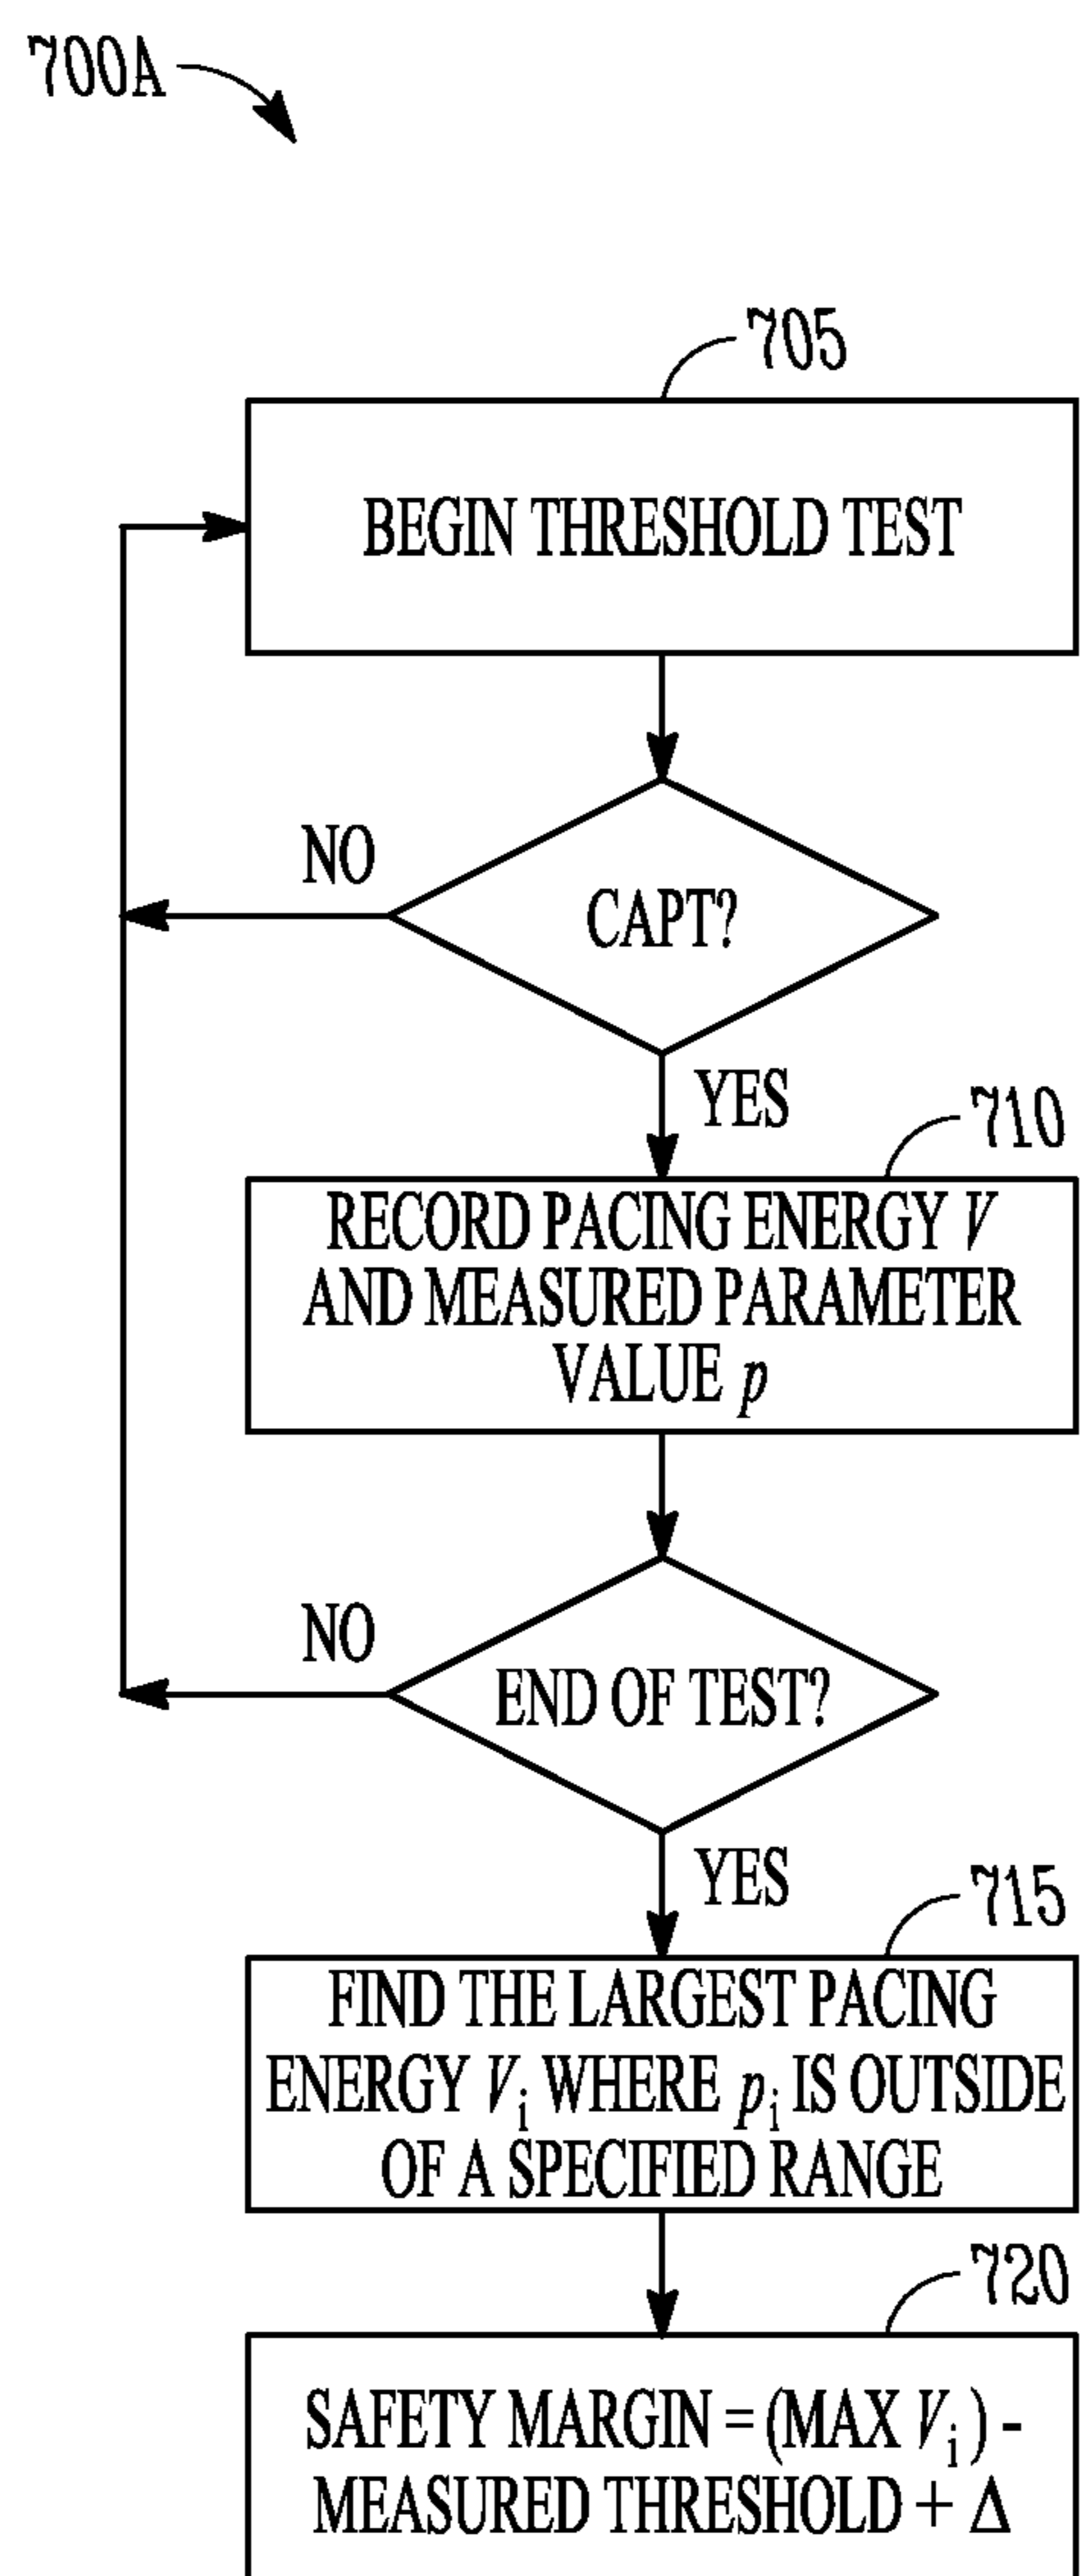 700A
705
BEGIN THRESHOLD TEST
NO
CAPT?
YES
710
RECORD PACING ENERGY V
AND MEASURED PARAMETER
VALUE p
NO
END OF TEST?
YES
715
FIND THE LARGEST PACING
ENERGY Vi WHERE pi IS OUTSIDE
OF A SPECIFIED RANGE
720
SAFETY MARGIN = (MAX Vi) -
MEASURED THRESHOLD + Δ